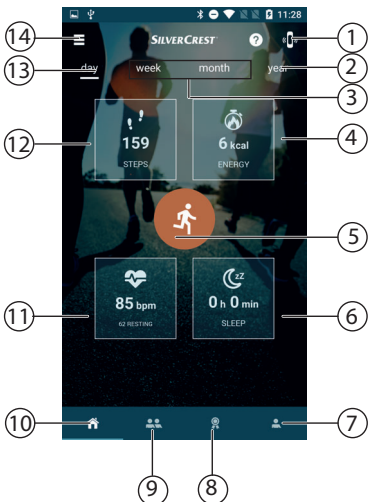 11:28
14
SILVERCREST
?
1
13
day week month year
2
3
12
159
STEPS
6 kcal
ENERGY
4
5
11
85 bpm
62 RESTING
zZ
0 h 0 min
SLEEP
6
10
7
9
8